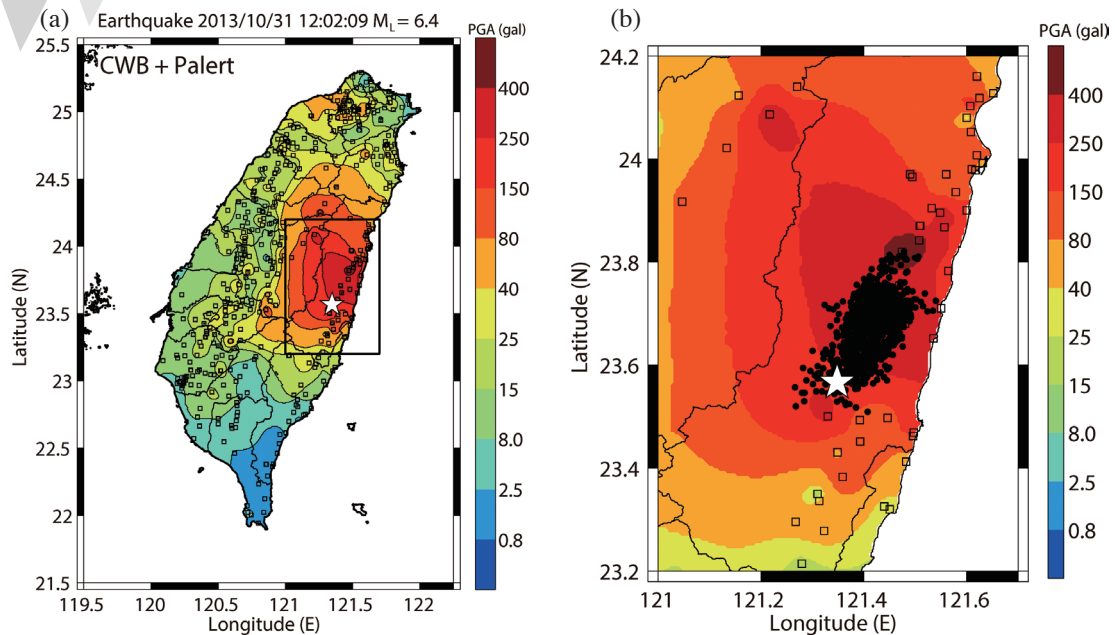 (a)
Earthquake 2013/10/31 12:02:09 ML = 6.4
PGA (gal)
CWB + Palert
25.5
25
24.5
24
23.5
23
22.5
22
21.5
Latitude (N)
119.5 120 120.5 121 121.5 122
Longitude (E)
400
250
150
80
40
25
15
8.0
2.5
0.8
(b)
PGA (gal)
24.2
24
23.8
23.6
23.4
23.2
Latitude (N)
121 121.2 121.4 121.6
Longitude (E)
400
250
150
80
40
25
15
8.0
2.5
0.8